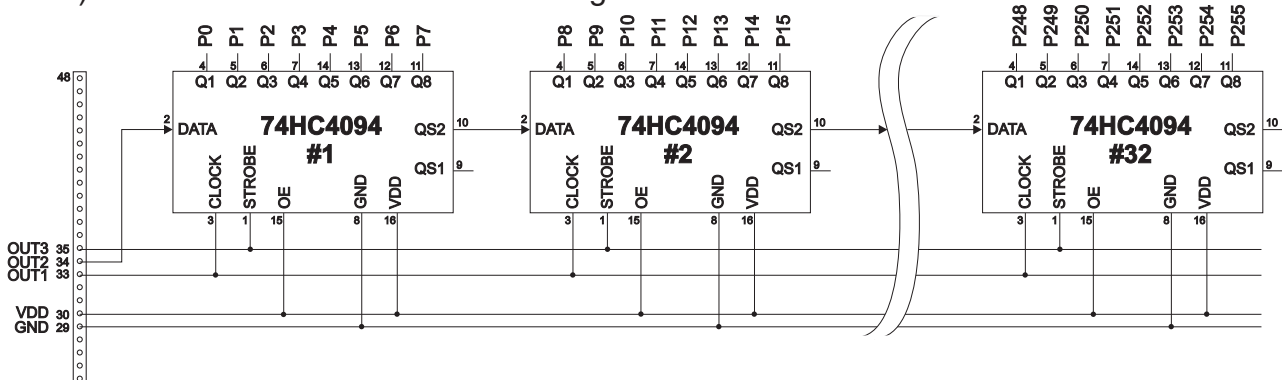 P0 P1 P2 P3 P4 P5 P6 P7 P8 P9 P10 P11 P12 P13 P14 P15 P248 P249 P250 P251 P252 P253 P254 P255
4 5 6 7 14 13 12 11 4 5 6 7 14 13 12 11 4 5 6 7 14 13 12 11
48 Q1 Q2 Q3 Q4 Q5 Q6 Q7 Q8 Q1 Q2 Q3 Q4 Q5 Q6 Q7 Q8 Q1 Q2 Q3 Q4 Q5 Q6 Q7 Q8
2 DATA 74HC4094 QS2 10 2 DATA 74HC4094 QS2 10 2 DATA 74HC4094 QS2 10
#1 #2 #32
QS1 9 QS1 9 QS1 9
CLOCK STROBE OE GND VDD CLOCK STROBE OE GND VDD CLOCK STROBE OE GND VDD
3 1 15 8 16 3 1 15 8 16 3 1 15 8 16
OUT3 35
OUT2 34
OUT1 33
VDD 30
GND 29